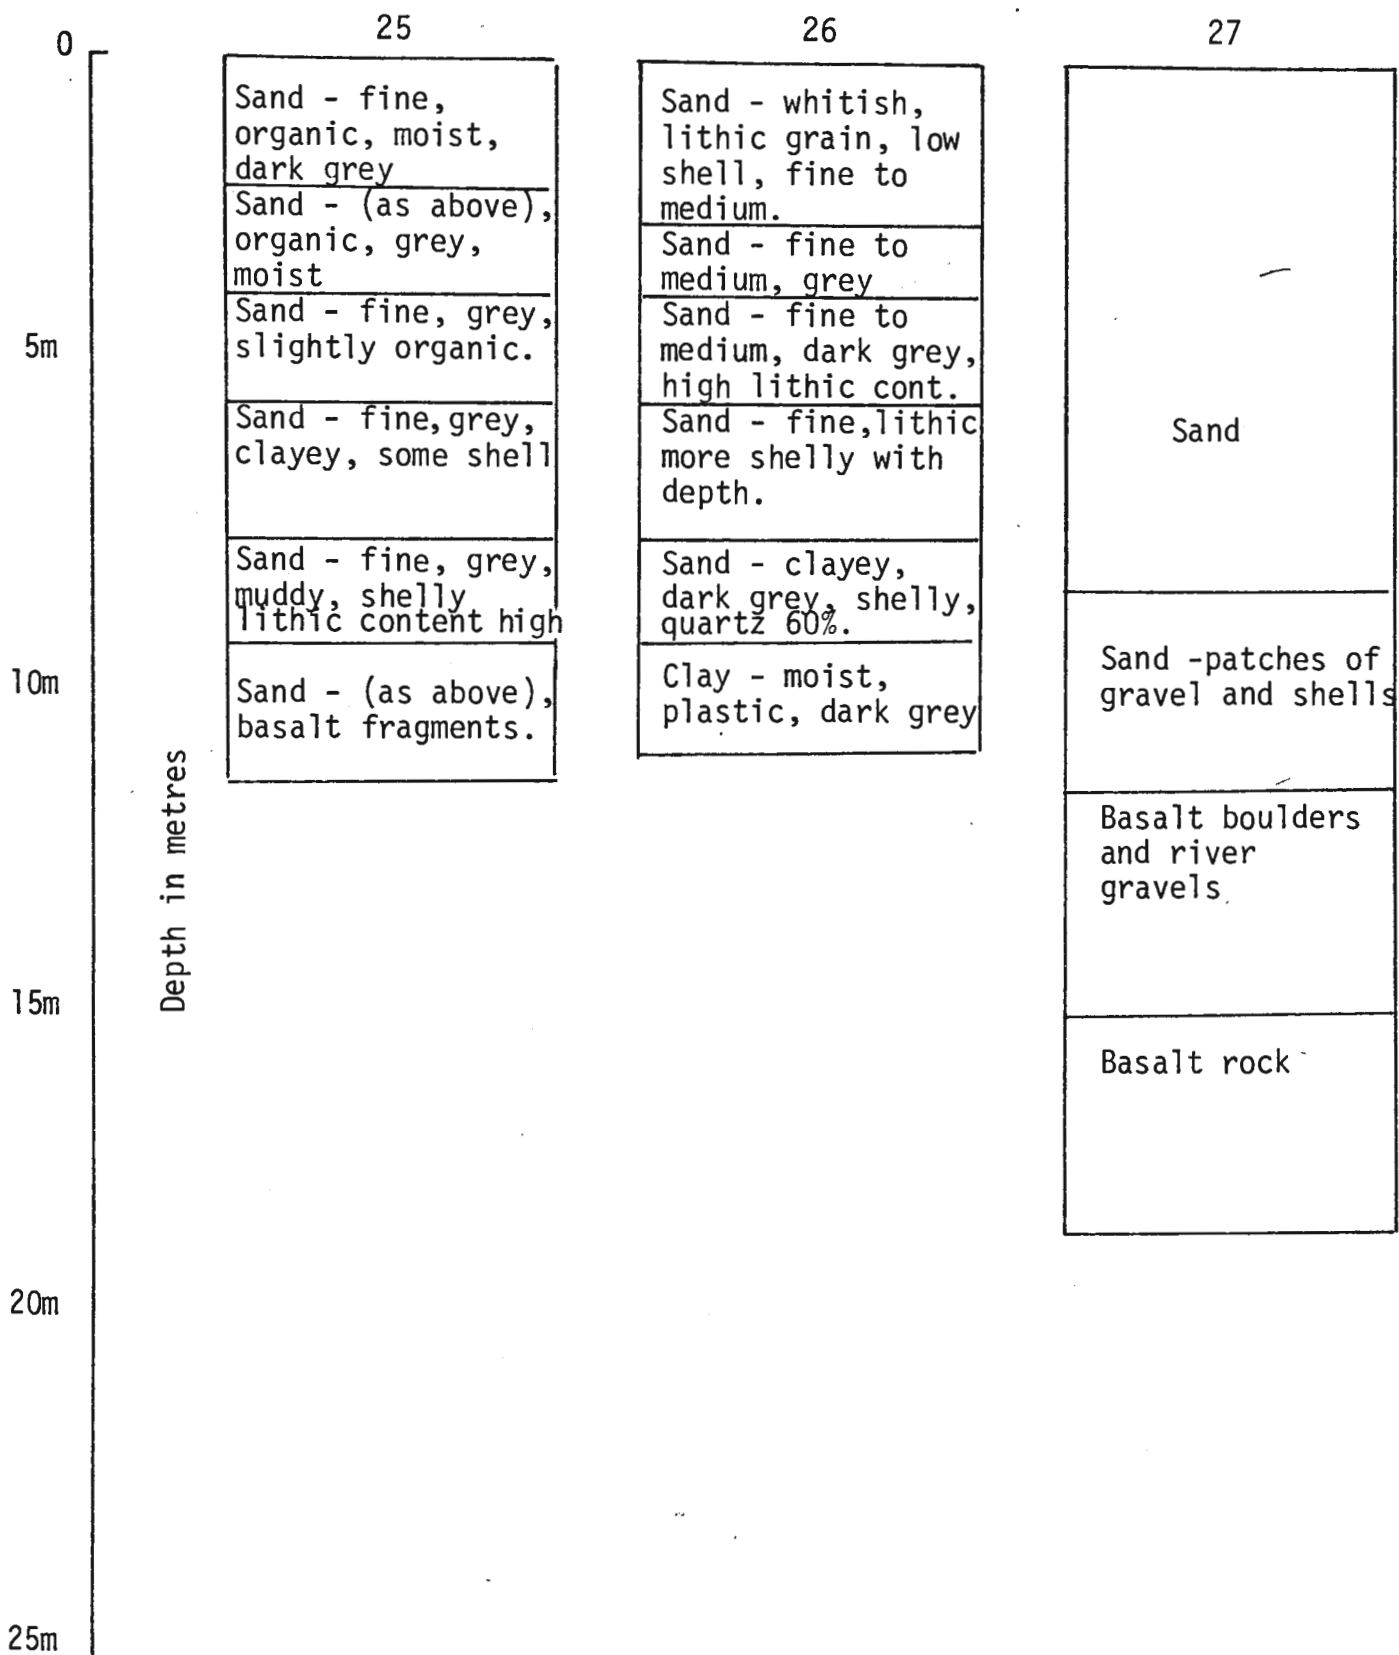 0
25
26
27
Sand - fine,
organic, moist,
dark grey
Sand - (as above),
organic, grey,
moist
Sand - fine, grey,
slightly organic.
Sand - fine, grey,
clayey, some shell
Sand - fine, grey,
muddy, shelly
lithic content high
Sand - (as above),
basalt fragments.
Sand - whitish,
lithic grain, low
shell, fine to
medium.
Sand - fine to
medium, grey
Sand - fine to
medium, dark grey,
high lithic cont.
Sand - fine,lithic
more shelly with
depth.
Sand - clayey,
dark grey, shelly,
quartz 60%.
Clay - moist,
plastic, dark grey
Sand
Sand -patches of
gravel and shells
Basalt boulders
and river
gravels
Basalt rock
5m
10m
15m
20m
25m
Depth in metres